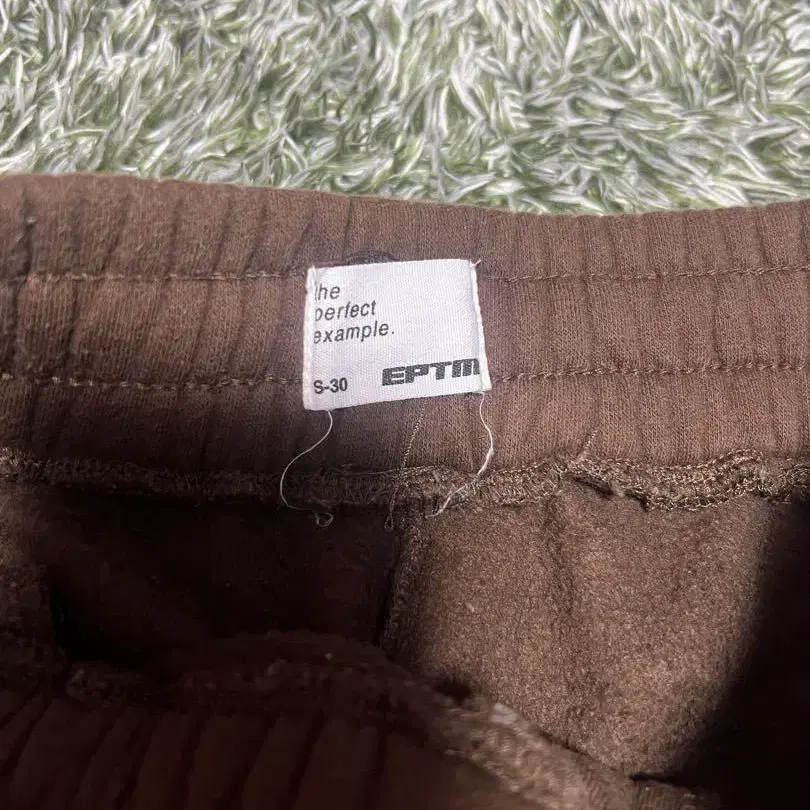 the
perfect
example.
S-30 EPTM